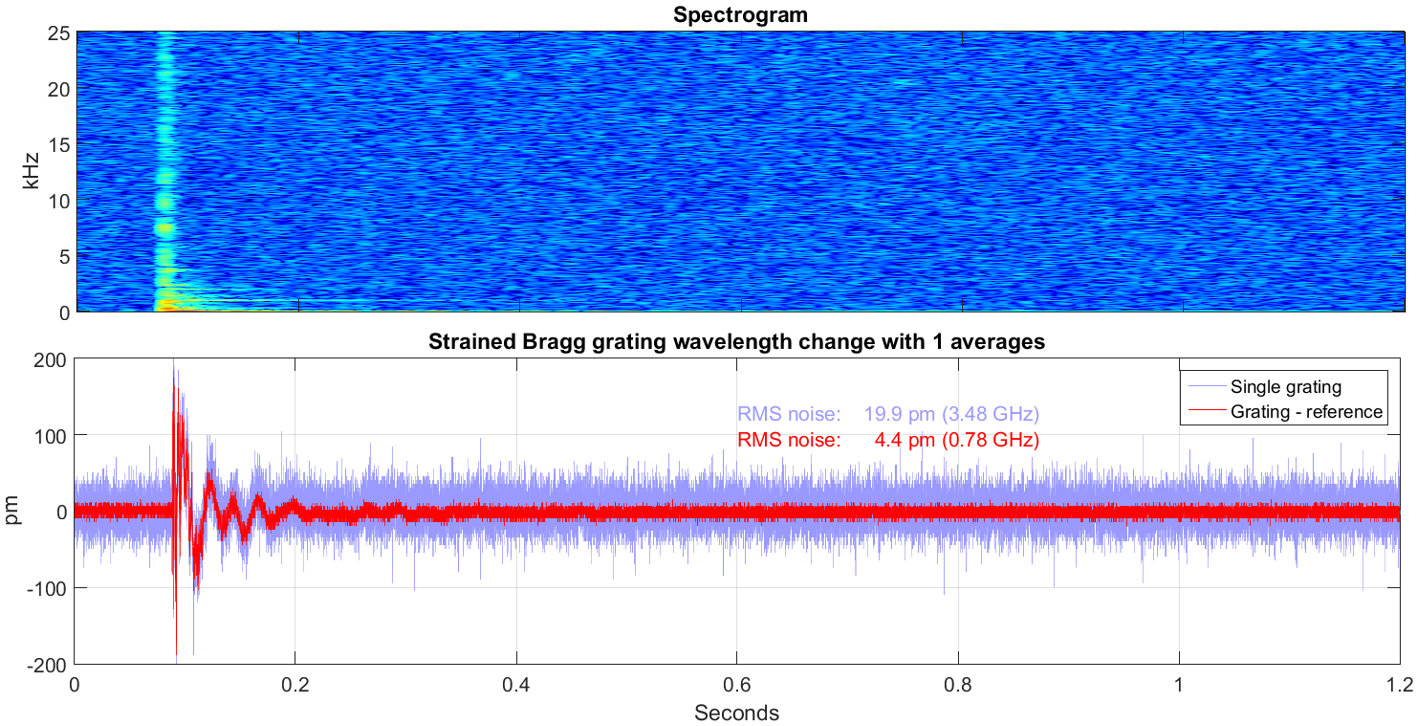 Spectrogram
25
20
15
10
5
0
kHz
Strained Bragg grating wavelength change with 1 averages
200
100
0
-100
-200
pm
Single grating
Grating - reference
RMS noise: 19.9 pm (3.48 GHz)
RMS noise: 4.4 pm (0.78 GHz)
0 0.2 0.4 0.6 0.8 1 1.2
Seconds